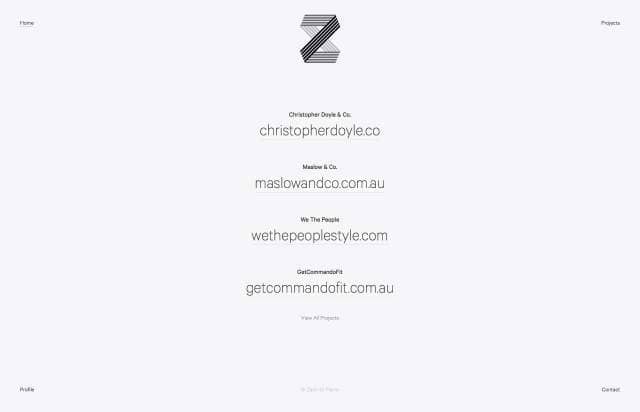 Home
Projects
Christopher Doyle & Co.
christopherdoyle.co
Maslow & Co.
maslowandco.com.au
We The People
wethepeoplestyle.com
GetCommandoFit
getcommandofit.com.au
View All Projects
Profile
Contact